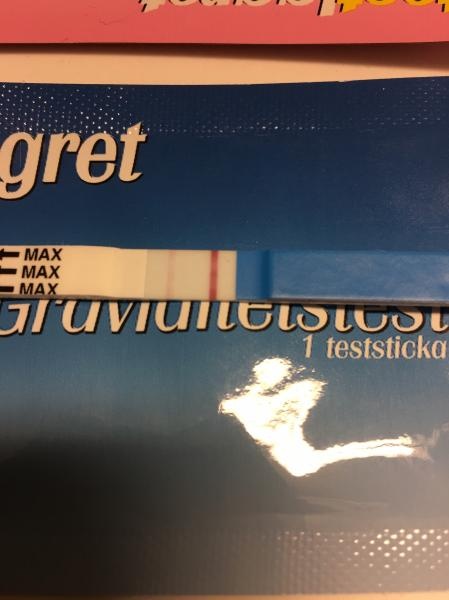 gret
MAX
MAX
MAX
Graviditetstest
1 teststicka